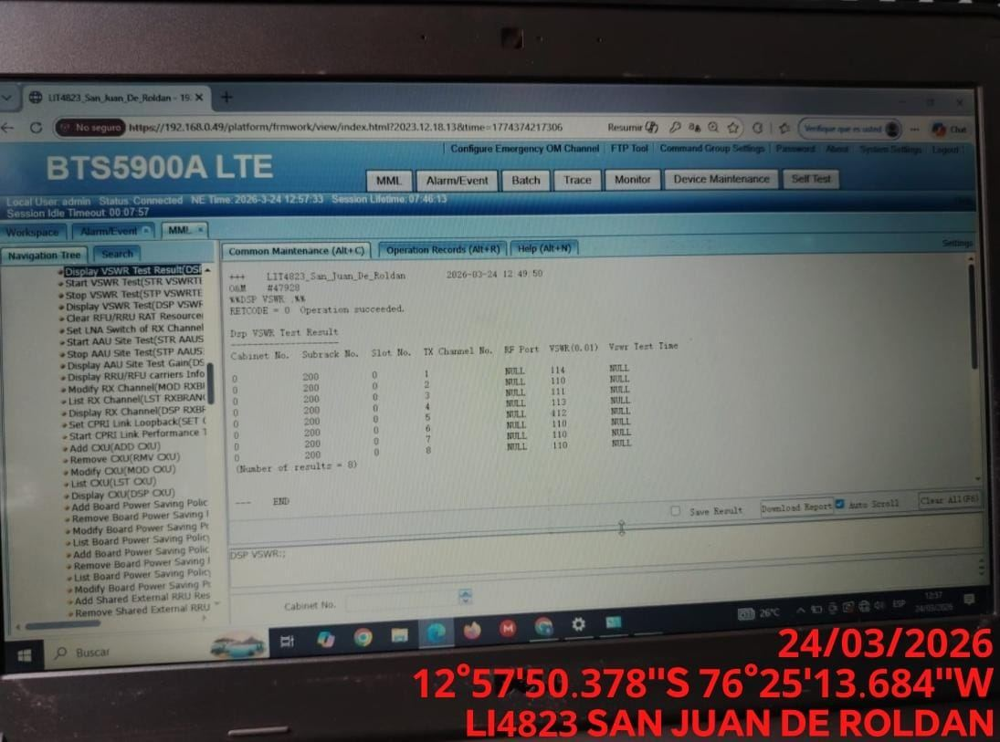 LIT4823_San_Juan_De_Roldan - 19:
No seguro https://192.168.0.49/platform/frmwork/view/index.html?2023.12.18.13&time=1774374217306 Resumir Verifique que es usted Chat
Configure Emergency OM Channel FTP Tool Command Group Settings Password About System Settings Logout
BTS5900A LTE
MML Alarm/Event Batch Trace Monitor Device Maintenance Self Test
Local User: admin Status: Connected NE Time: 2026-3-24 12:57:33 Session Lifetime: 07:46:13
Session Idle Timeout: 00:07:57
Workspace Alarm/Event MML
Navigation Tree Search
Common Maintenance (Alt+C) Operation Records (Alt+R) Help (Alt+N) Settings
Display VSWR Test Result(DSP
Start VSWR Test(STR VSWRTE
Stop VSWR Test(STP VSWRTE
Display VSWR Test(DSP VSWR
Clear RFU/RRU RAT Resource
Set LNA Switch of RX Channel
Start AAU Site Test(STR AAUS
Stop AAU Site Test(STP AAUS
Display AAU Site Test Gain(DS
Display RRU/RFU carriers Info
Modify RX Channel(MOD RXB
List RX Channel(LST RXBRAN
Display RX Channel(DSP RXBF
Set CPRI Link Loopback(SET C
Start CPRI Link Performance T
Add CXU(ADD CXU)
Remove CXU(RMV CXU)
Modify CXU(MOD CXU)
List CXU(LST CXU)
Display CXU(DSP CXU)
Add Board Power Saving Polic
Remove Board Power Saving
Modify Board Power Saving Pc
List Board Power Saving Policy
Add Board Power Saving Polic
Remove Board Power Saving
List Board Power Saving Policy
Modify Board Power Saving Pc
Add Shared External RRU Res
Remove Shared External RRU
+++ LIT4823_San_Juan_De_Roldan 2026-03-24 12:49:50
O&M #47928
%%DSP VSWR:;%%
RETCODE = 0 Operation succeeded.
Dsp VSWR Test Result
--------------------
Cabinet No. Subrack No. Slot No. TX Channel No. RF Port VSWR(0.01) Vswr Test Time
0 200 0 1 NULL 114 NULL
0 200 0 2 NULL 110 NULL
0 200 0 3 NULL 111 NULL
0 200 0 4 NULL 113 NULL
0 200 0 5 NULL 412 NULL
0 200 0 6 NULL 110 NULL
0 200 0 7 NULL 110 NULL
0 200 0 8 NULL 110 NULL
(Number of results = 8)
--- END
Save Result Download Report Auto Scroll Clear All(F6)
DSP VSWR:;
Cabinet No.
Buscar 26°C ESP 12:57
24/03/2026
24/03/2026
12°57'50.378"S 76°25'13.684"W
LI4823 SAN JUAN DE ROLDAN